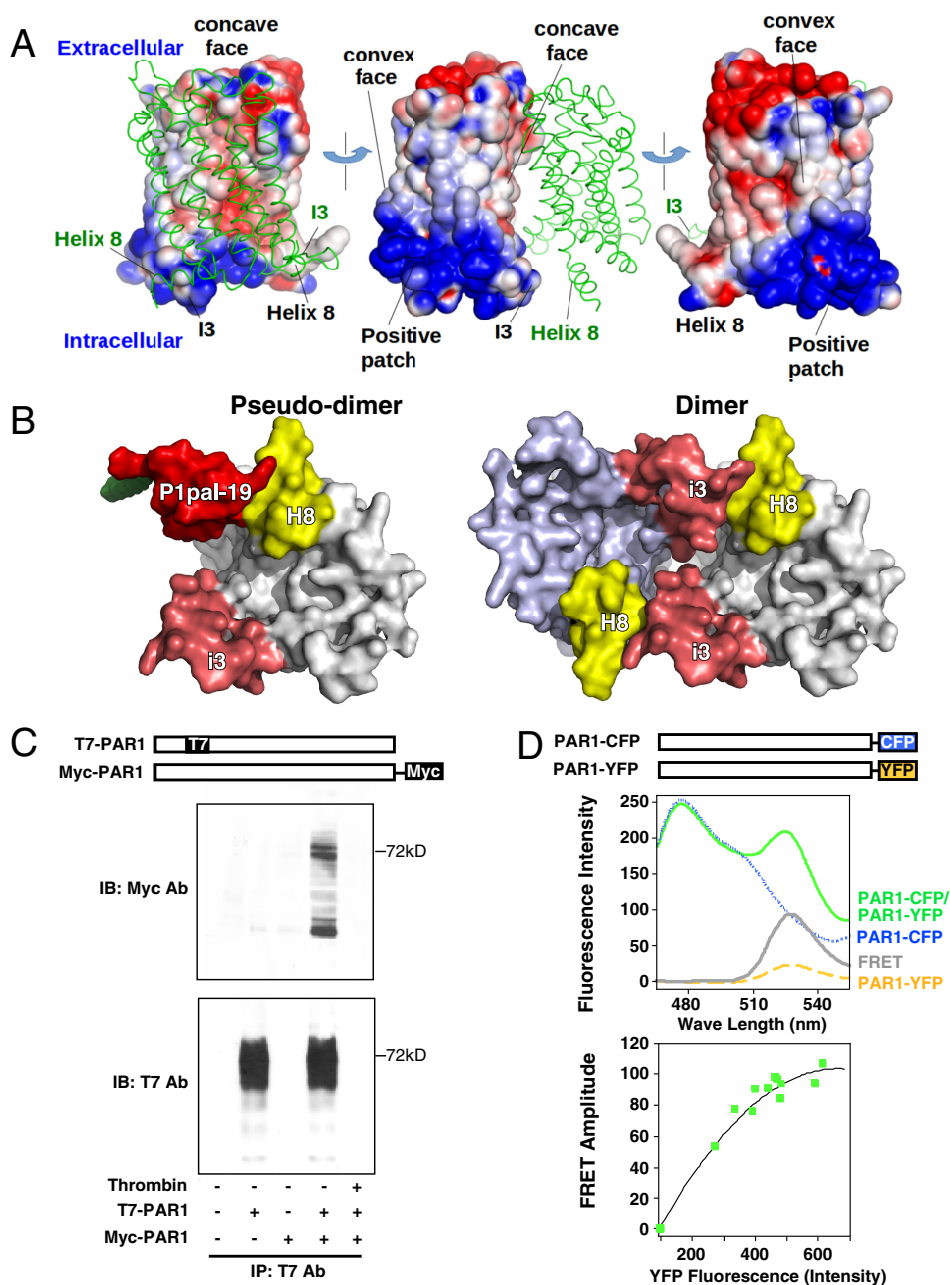 A
Extracellular
concave face
convex face
concave face
convex face
Helix 8
I3
I3
Helix 8
Intracellular
Positive patch
I3
Helix 8
I3
Helix 8
Positive patch
B
Pseudo-dimer
Dimer
P1pal-19
H8
i3
i3
H8
H8
i3
C
T7-PAR1
T7
Myc-PAR1
Myc
IB: Myc Ab
–72kD
IB: T7 Ab
–72kD
Thrombin - - - - +
T7-PAR1 - + - + +
Myc-PAR1 - - + + +
IP: T7 Ab
D
PAR1-CFP
CFP
PAR1-YFP
YFP
Fluorescence Intensity
250
200
150
100
50
0
480 510 540
Wave Length (nm)
PAR1-CFP/
PAR1-YFP
PAR1-CFP
FRET
PAR1-YFP
FRET Amplitude
120
100
80
60
40
20
0
200 400 600
YFP Fluorescence (Intensity)